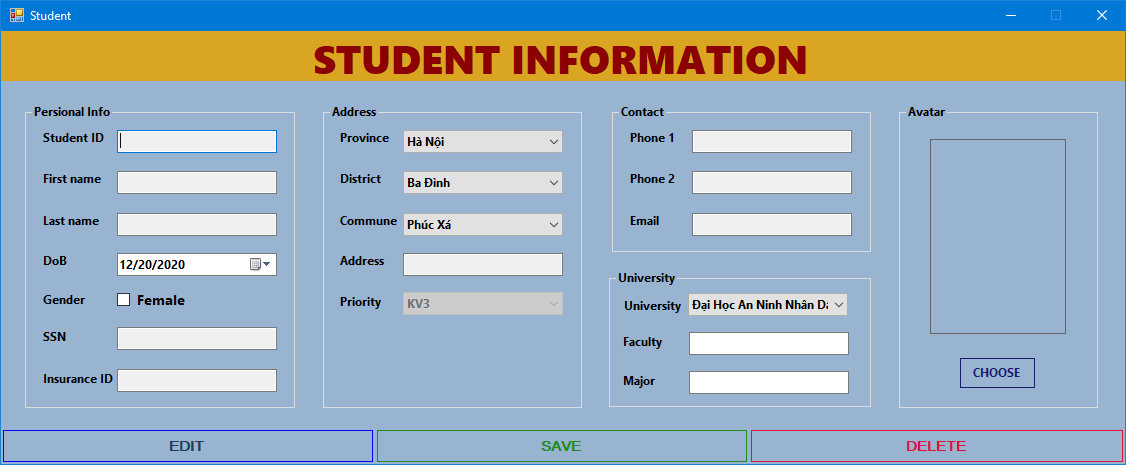 Student
STUDENT INFORMATION
Persional Info
Student ID
First name
Last name
DoB 12/20/2020
Gender Female
SSN
Insurance ID
Address
Province Hà Nội
District Ba Đình
Commune Phúc Xá
Address
Priority KV3
Contact
Phone 1
Phone 2
Email
University
University Đại Học An Ninh Nhân Dâ
Faculty
Major
Avatar
CHOOSE
EDIT SAVE DELETE